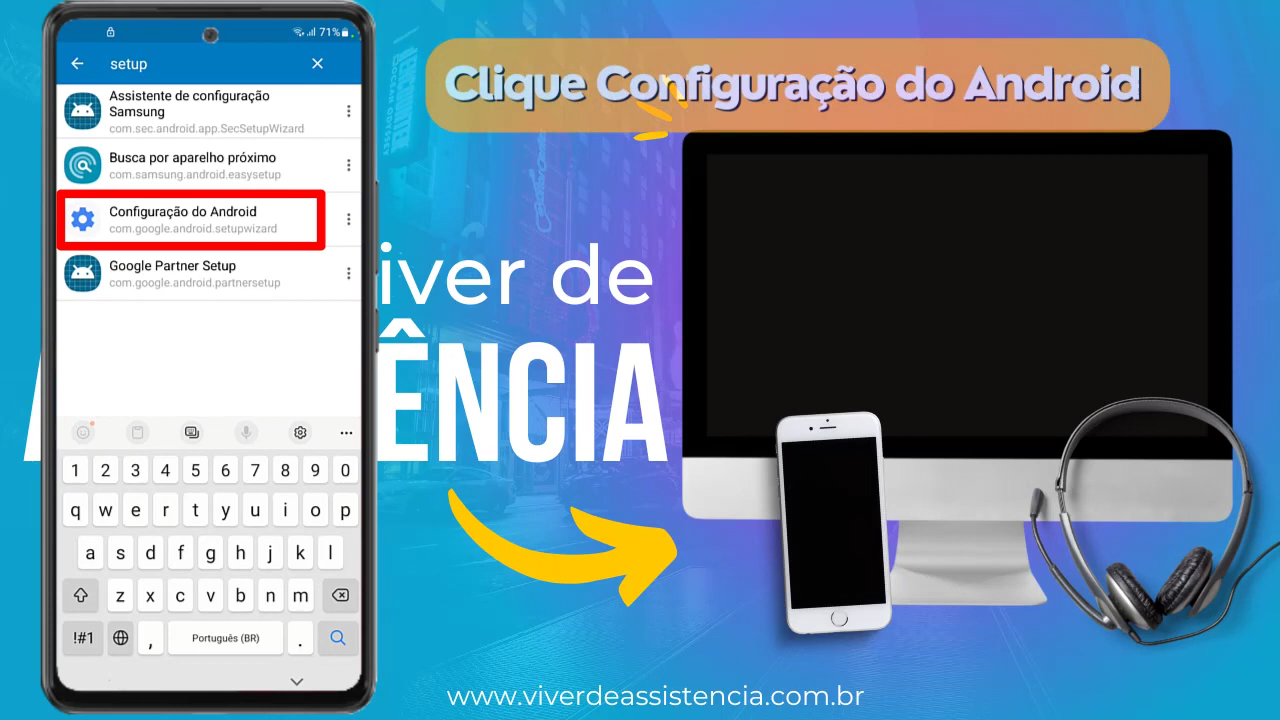 71%
setup
Assistente de configuração
Samsung
com.sec.android.app.SecSetupWizard
Busca por aparelho próximo
com.samsung.android.easysetup
Configuração do Android
com.google.android.setupwizard
Google Partner Setup
com.google.android.partnersetup
1 2 3 4 5 6 7 8 9 0
q w e r t y u i o p
a s d f g h j k l
z x c v b n m
!#1 , Português (BR) .
Clique Configuração do Android
iver de
ÊNCIA
www.viverdeassistencia.com.br